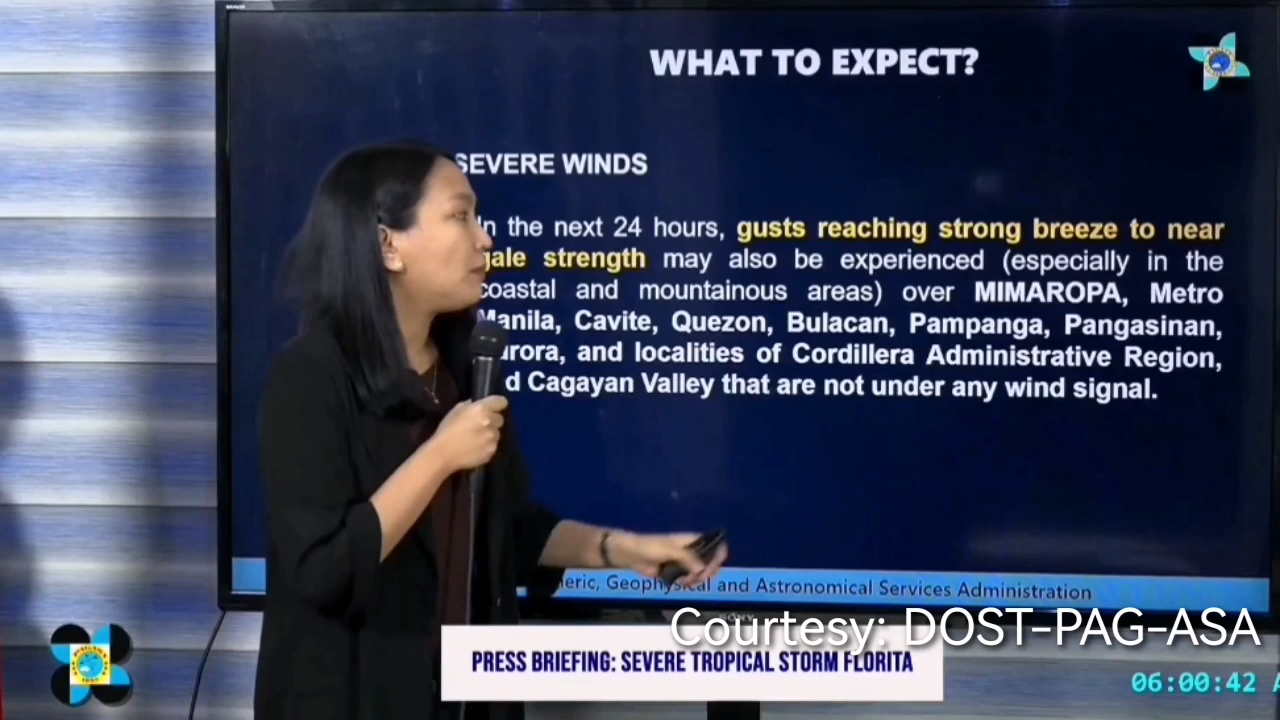 WHAT TO EXPECT?
SEVERE WINDS
In the next 24 hours, gusts reaching strong breeze to near
gale strength may also be experienced (especially in the
coastal and mountainous areas) over MIMAROPA, Metro
Manila, Cavite, Quezon, Bulacan, Pampanga, Pangasinan,
urora, and localities of Cordillera Administrative Region,
d Cagayan Valley that are not under any wind signal.
eric, Geophysical and Astronomical Services Administration
SONY
Courtesy: DOST-PAG-ASA
PRESS BRIEFING: SEVERE TROPICAL STORM FLORITA
06:00:42 A